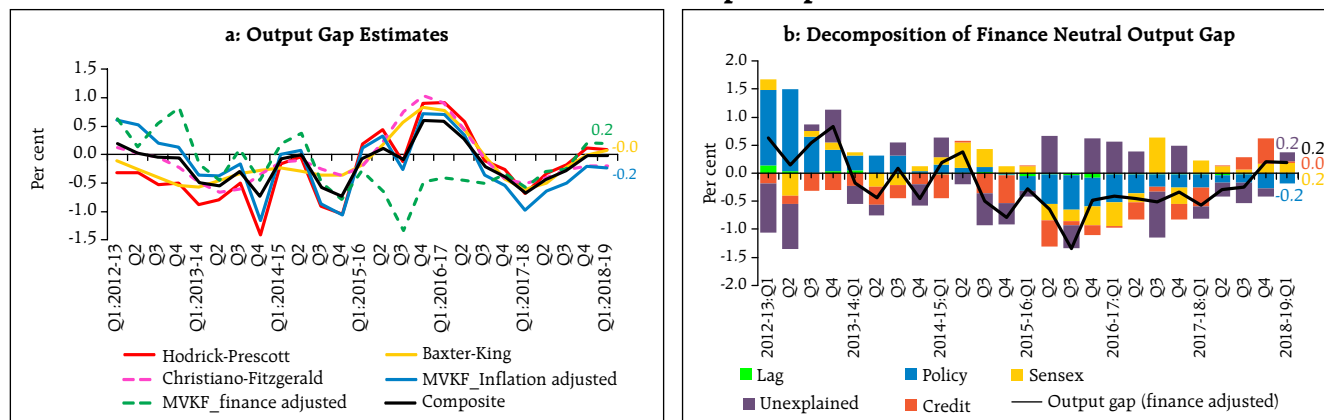 a: Output Gap Estimates
Per cent
1.5
1.0
0.5
0.0
-0.5
-1.0
-1.5
0.2
-0.0
-0.2
Q1:2012-13
Q2
Q3
Q4
Q1:2013-14
Q2
Q3
Q4
Q1:2014-15
Q2
Q3
Q4
Q1:2015-16
Q2
Q3
Q4
Q1:2016-17
Q2
Q3
Q4
Q1:2017-18
Q2
Q3
Q4
Q1:2018-19
Hodrick-Prescott
Baxter-King
Christiano-Fitzgerald
MVKF_Inflation adjusted
MVKF_finance adjusted
Composite
b: Decomposition of Finance Neutral Output Gap
Per cent
2.0
1.5
1.0
0.5
0.0
-0.5
-1.0
-1.5
-2.0
0.2
0.2
0.0
0.2
-0.2
2012-13:Q1
Q2
Q3
Q4
2013-14:Q1
Q2
Q3
Q4
2014-15:Q1
Q2
Q3
Q4
2015-16:Q1
Q2
Q3
Q4
2016-17:Q1
Q2
Q3
Q4
2017-18:Q1
Q2
Q3
Q4
2018-19:Q1
Lag
Policy
Sensex
Unexplained
Credit
Output gap (finance adjusted)